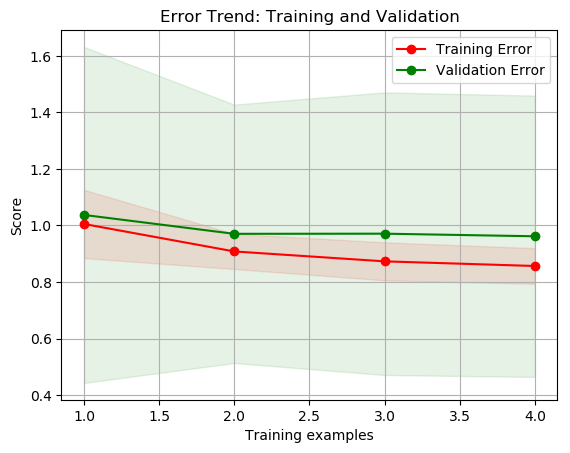 Error Trend: Training and Validation
Training Error
Validation Error
Score
1.6
1.4
1.2
1.0
0.8
0.6
0.4
1.0 1.5 2.0 2.5 3.0 3.5 4.0
Training examples